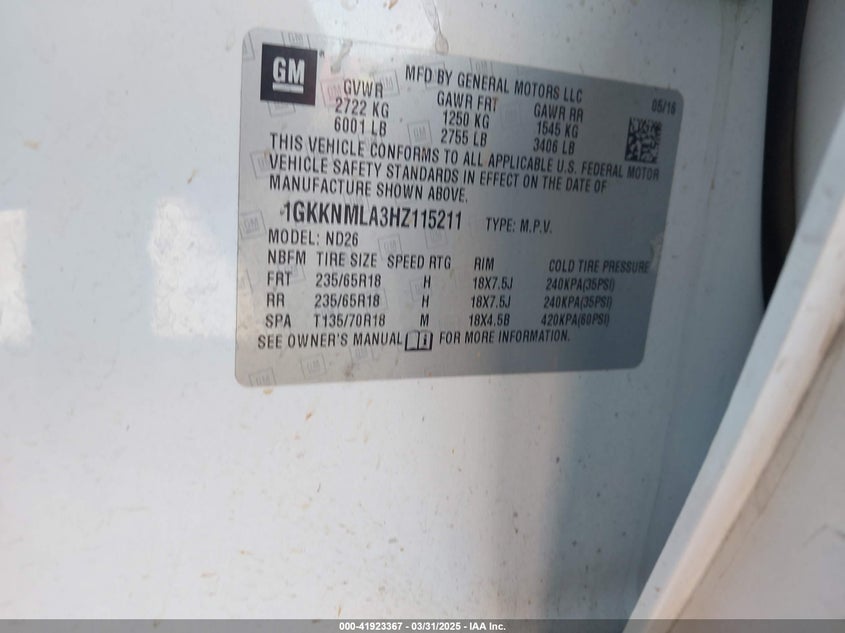 GM
MFD BY GENERAL MOTORS LLC
05/16
GVWR GAWR FRT GAWR RR
2722 KG 1250 KG 1545 KG
6001 LB 2755 LB 3406 LB
THIS VEHICLE CONFORMS TO ALL APPLICABLE U.S. FEDERAL MOTOR
VEHICLE SAFETY STANDARDS IN EFFECT ON THE DATE OF
MANUFACTURE SHOWN ABOVE.
1GKKNMLA3HZ115211 TYPE: M.P.V.
MODEL: ND26
NBFM TIRE SIZE SPEED RTG RIM COLD TIRE PRESSURE
FRT 235/65R18 H 18X7.5J 240KPA(35PSI)
RR 235/65R18 H 18X7.5J 240KPA(35PSI)
SPA T135/70R18 M 18X4.5B 420KPA(60PSI)
SEE OWNER'S MANUAL i FOR MORE INFORMATION.
000-41923367 - 03/31/2025 - IAA Inc.